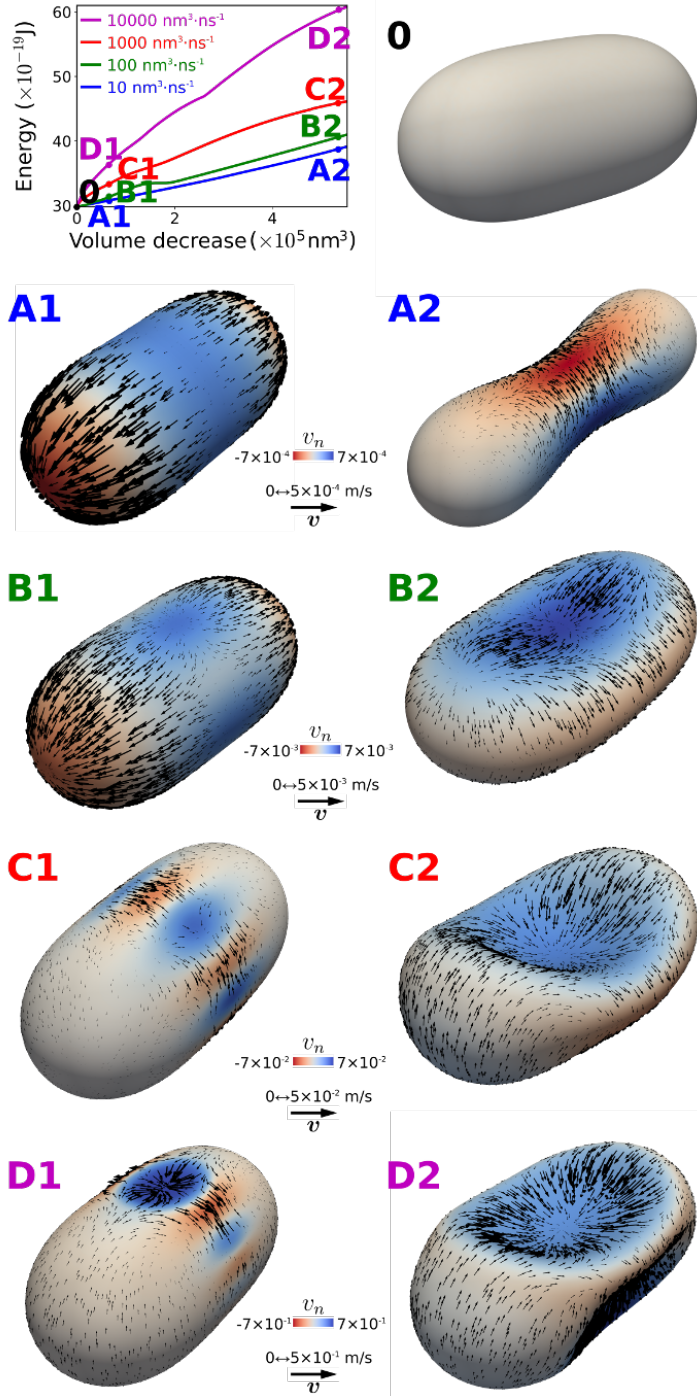 Energy (×10⁻¹⁹J)
60
50
40
30
10000 nm³·ns⁻¹
1000 nm³·ns⁻¹
100 nm³·ns⁻¹
10 nm³·ns⁻¹
D2
C2
B2
A2
D1
C1
B1
A1
0
0 2 4
Volume decrease (×10⁵nm³)
0
A1
A2
vₙ
-7×10⁻⁴ 7×10⁻⁴
0↔5×10⁻⁴ m/s
v
B1
B2
vₙ
-7×10⁻³ 7×10⁻³
0↔5×10⁻³ m/s
v
C1
C2
vₙ
-7×10⁻² 7×10⁻²
0↔5×10⁻² m/s
v
D1
D2
vₙ
-7×10⁻¹ 7×10⁻¹
0↔5×10⁻¹ m/s
v